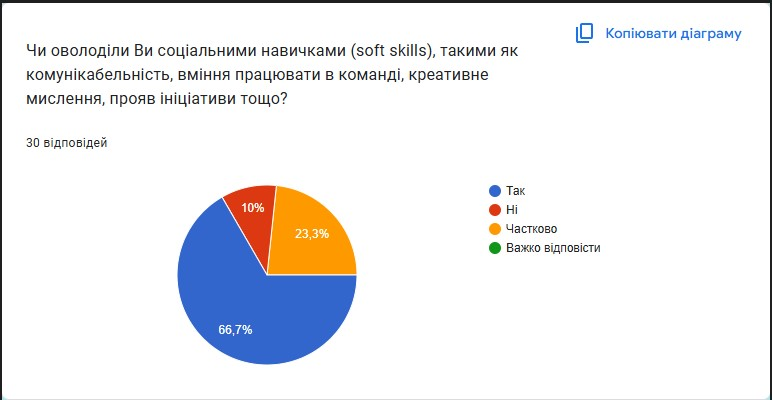 Копіювати діаграму
Чи оволоділи Ви соціальними навичками (soft skills), такими як
комунікабельність, вміння працювати в команді, креативне
мислення, прояв ініціативи тощо?
30 відповідей
Так
Ні
Частково
Важко відповісти
10%
23,3%
66,7%